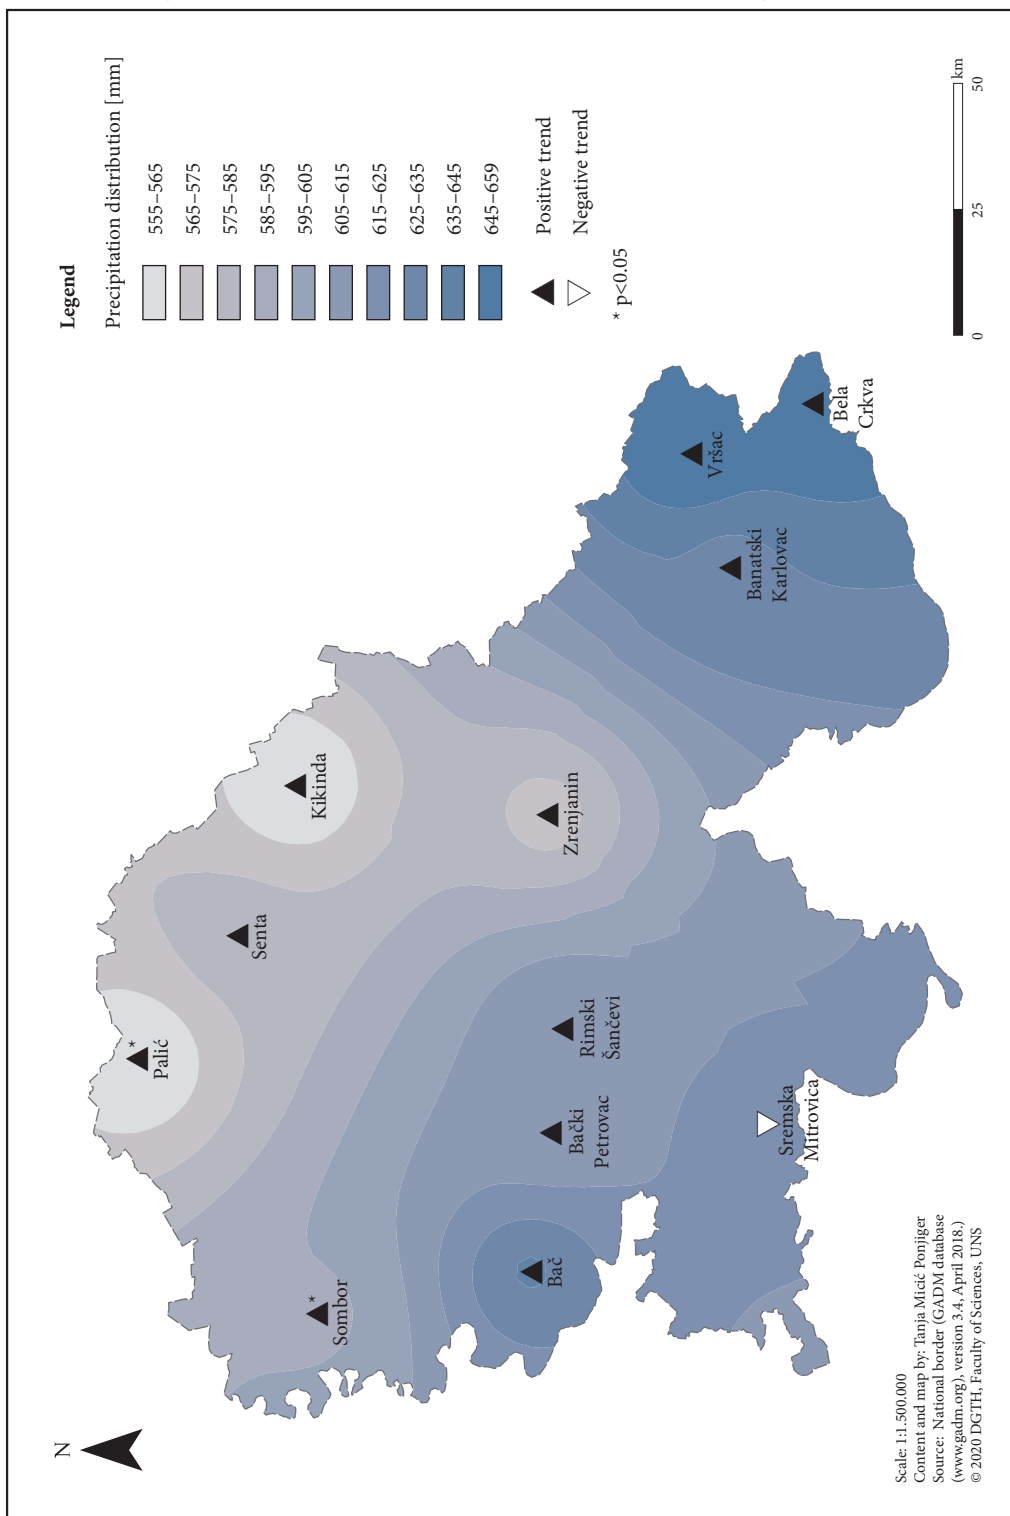 N
Legend
Precipitation distribution [mm]
555–565
565–575
575–585
585–595
595–605
605–615
615–625
625–635
635–645
645–659
Positive trend
Negative trend
* p<0.05
Palić
*
Senta
Kikinda
Sombor
*
Bač
Bački
Petrovac
Rimski
Šančevi
Zrenjanin
Vršac
Banatski
Karlovac
Bela
Crkva
Sremska
Mitrovica
Scale: 1:1.500.000
Content and map by: Tanja Micić Ponjiger
Source: National border (GADM database
(www.gadm.org), version 3.4, April 2018.)
© 2020 DGTH, Faculty of Sciences, UNS
0 25 50 km